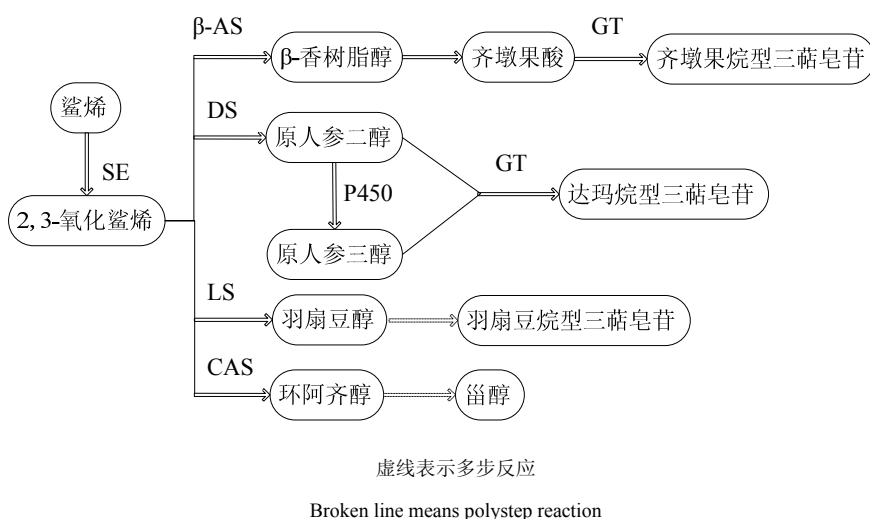 β-AS
β-香树脂醇
齐墩果酸
GT
齐墩果烷型三萜皂苷
鲨烯
SE
2,3-氧化鲨烯
DS
原人参二醇
P450
原人参三醇
GT
达玛烷型三萜皂苷
LS
羽扇豆醇
羽扇豆烷型三萜皂苷
CAS
环阿齐醇
甾醇
虚线表示多步反应
Broken line means polystep reaction